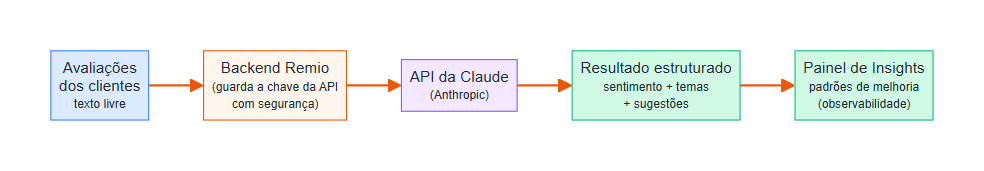 Avaliações
dos clientes
texto livre
Backend Remio
(guarda a chave da API
com segurança)
API da Claude
(Anthropic)
Resultado estruturado
sentimento + temas
+ sugestões
Painel de Insights
padrões de melhoria
(observabilidade)